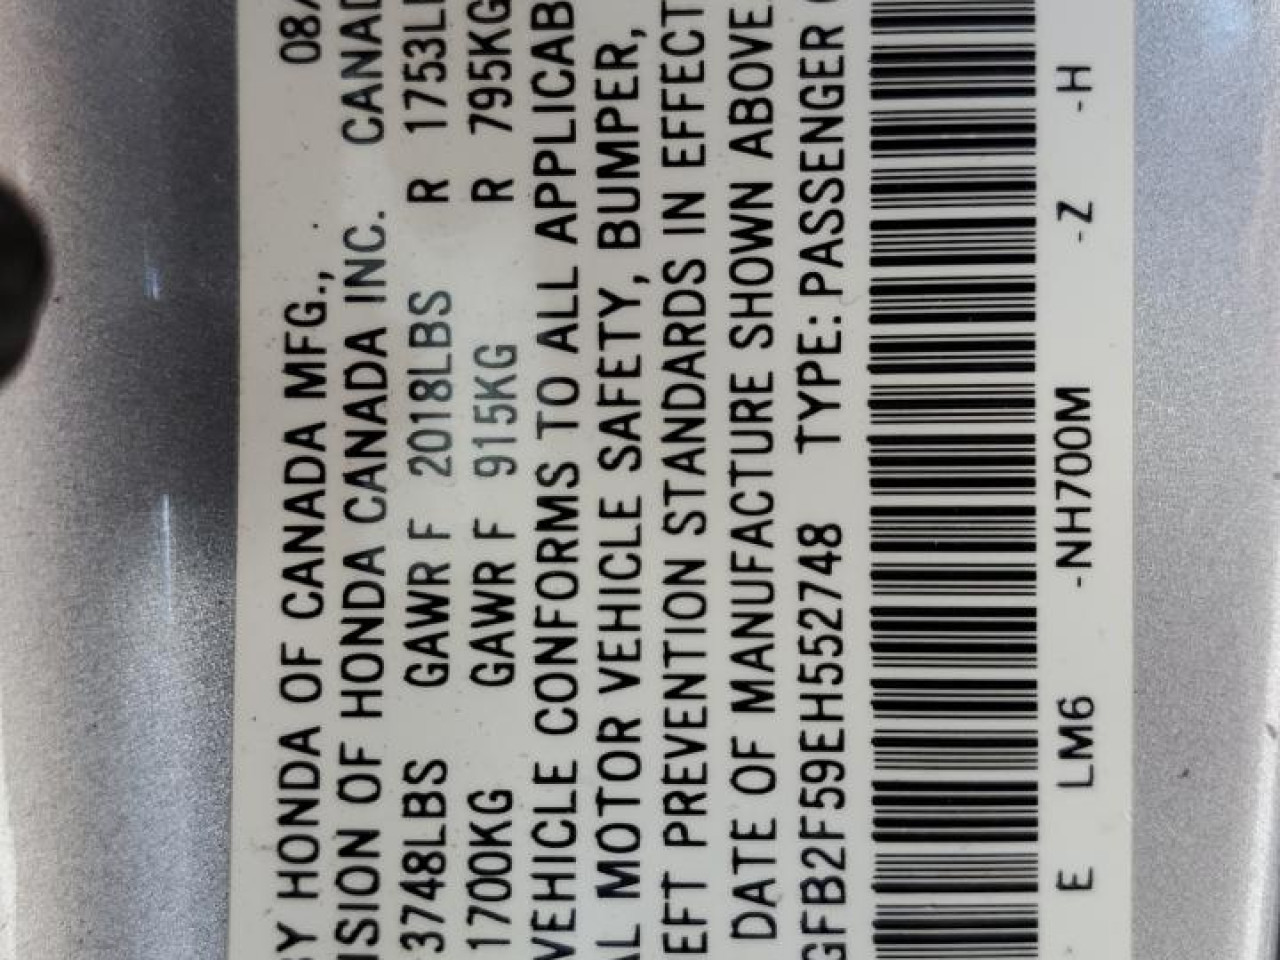 BY HONDA OF CANADA MFG., 08/
ISION OF HONDA CANADA INC. CANAD
3748LBS GAWR F 2018LBS R 1753LB
1700KG GAWR F 915KG R 795KG
VEHICLE CONFORMS TO ALL APPLICAB
AL MOTOR VEHICLE SAFETY, BUMPER,
EFT PREVENTION STANDARDS IN EFFECT
DATE OF MANUFACTURE SHOWN ABOVE.
GFB2F59EH552748 TYPE: PASSENGER
E LM6 -NH700M -Z -H